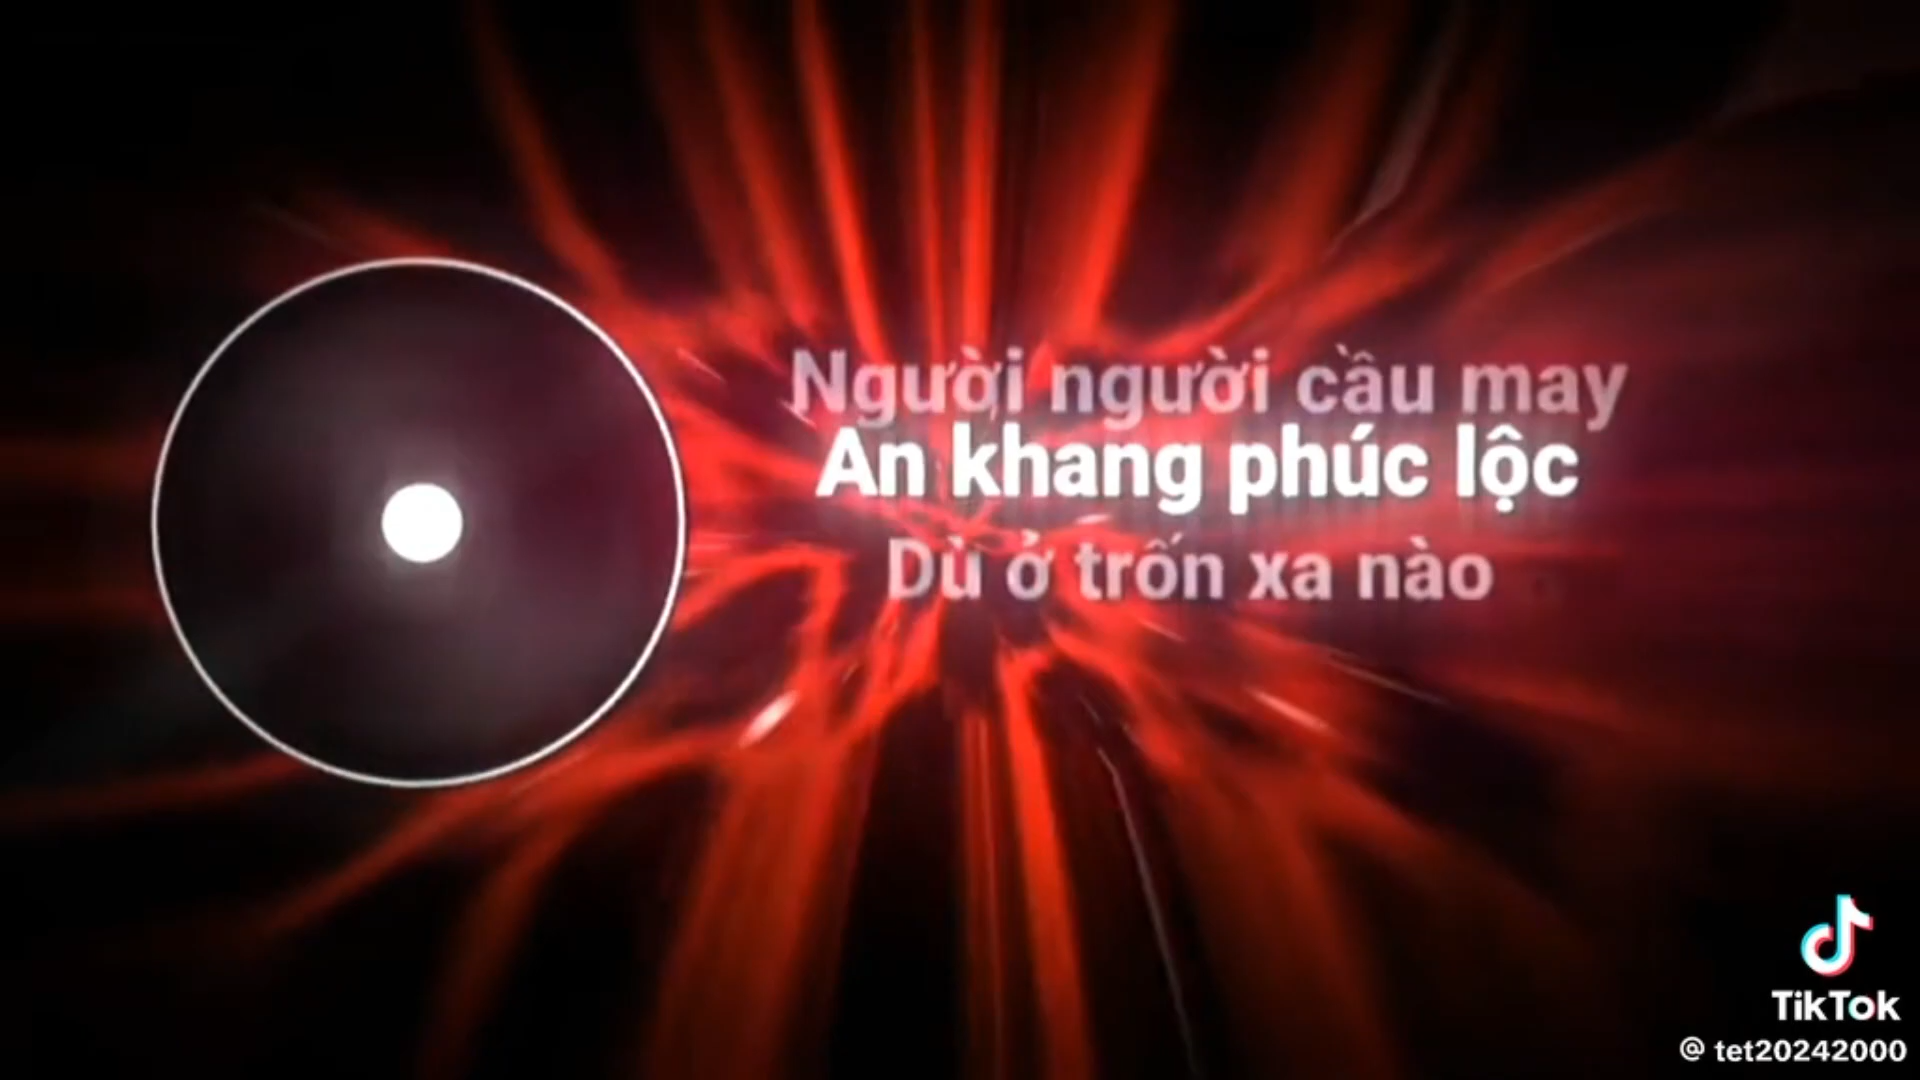 Người người cầu may
An khang phúc lộc
Dù ở trốn xa nào
TikTok
@ tet20242000